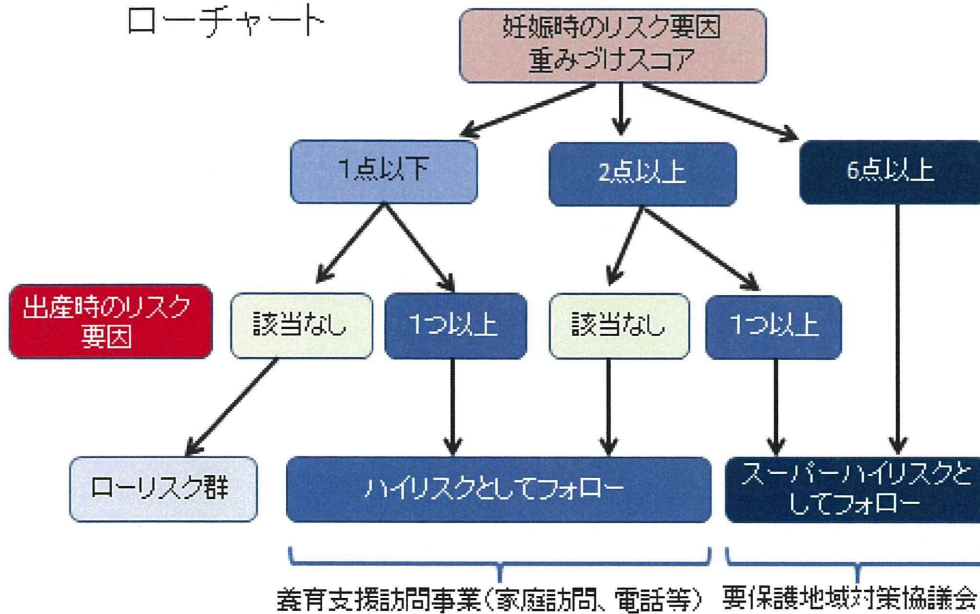 ローチャート
妊娠時のリスク要因
重みづけスコア
1点以下
2点以上
6点以上
出産時のリスク
要因
該当なし
1つ以上
該当なし
1つ以上
ローリスク群
ハイリスクとしてフォロー
スーパーハイリスクと
してフォロー
養育支援訪問事業(家庭訪問、電話等)
要保護地域対策協議会